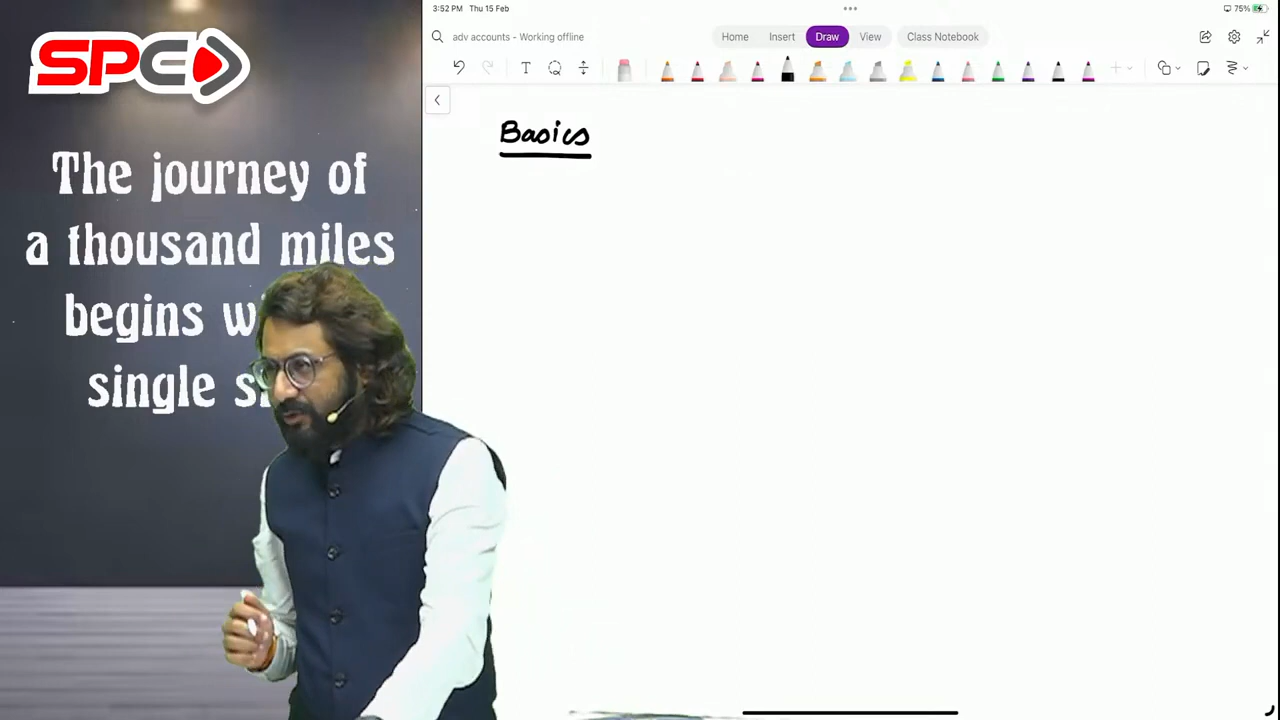 3:52 PM Thu 15 Feb
75%
SPE
adv accounts - Working offline
Home Insert Draw View Class Notebook
The journey of
a thousand miles
begins w
single s
Basics